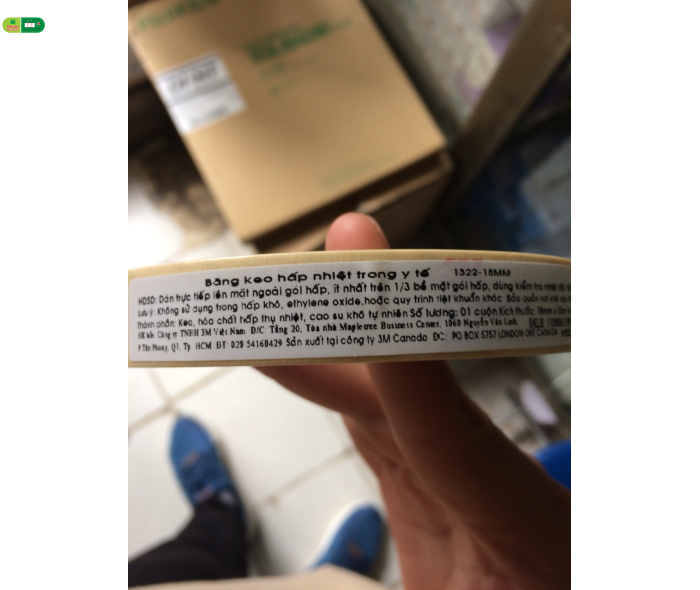 Băng keo hấp nhiệt trong y tế 1322-18MM
HDSD: Dán trực tiếp lên mặt ngoài gói hấp, ít nhất trên 1/3 bề mặt gói hấp, dùng kiểm tra nhiệt
Lưu ý: Không sử dụng trong hấp khô, ethylene oxide,hoặc quy trình tiệt khuẩn khác Bảo quản nơi khô
thành phần: Keo, hóa chất hấp thụ nhiệt, cao su khô tự nhiên Số lượng: 01 cuộn Kích thước: 18mm x
NK bởi: Công ty TNHH 3M Việt Nam Đ/C: Tầng 20, Tòa nhà Mapletree Business Center, 1060 Nguyễn Văn Linh
P Tân Phong, Q7, Tp HCM ĐT 028 54160429 Sản xuất tại công ty 3M Canada ĐC: PO BOX 5757 LONDON ONT CANADA